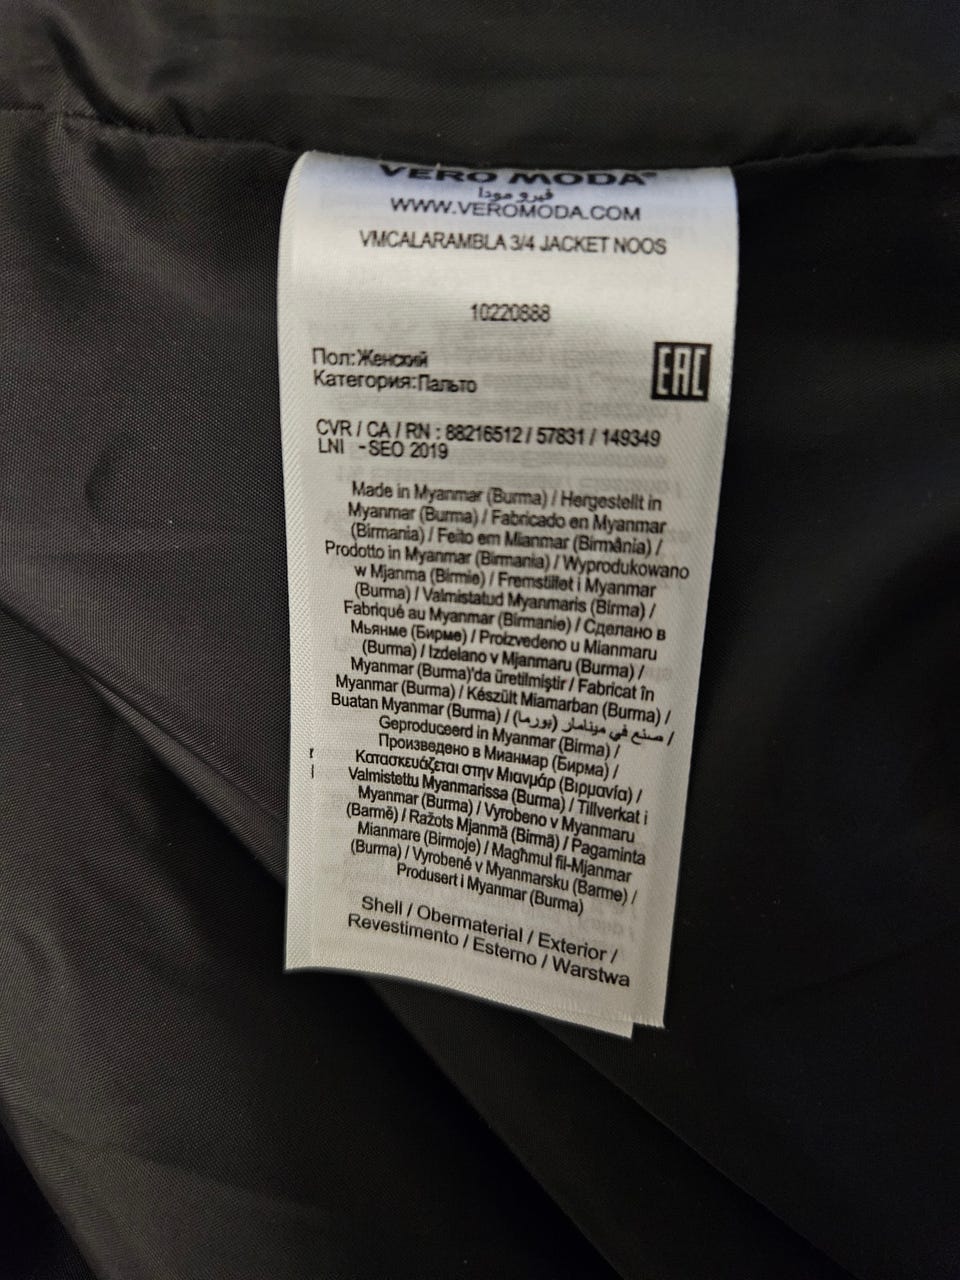 VERO MODA®
فيرو مودا
WWW.VEROMODA.COM
VMCALARAMBLA 3/4 JACKET NOOS
10220888
Пол:Женский
Категория:Пальто
EAC
CVR / CA / RN : 88216512 / 57831 / 149349
LNI -SEO 2019
Made in Myanmar (Burma) / Hergestellt in
Myanmar (Burma) / Fabricado en Myanmar
(Birmania) / Feito em Mianmar (Birmânia) /
Prodotto in Myanmar (Birmania) / Wyprodukowano
w Mjanma (Birmie) / Fremstillet i Myanmar
(Burma) / Valmistatud Myanmaris (Birma) /
Fabriqué au Myanmar (Birmanie) / Сделано в
Мьянме (Бирме) / Proizvedeno u Mianmaru
(Burma) / Izdelano v Mjanmaru (Burma) /
Myanmar (Burma)'da üretilmiştir / Fabricat în
Myanmar (Burma) / Készült Miamarban (Burma) /
Buatan Myanmar (Burma) / صنع في مينامار (بورما) /
Geproduceerd in Myanmar (Birma) /
Произведено в Мианмар (Бирма) /
Κατασκευάζεται στην Μιανμάρ (Βιρμανία) /
Valmistettu Myanmarissa (Burma) / Tillverkat i
Myanmar (Burma) / Vyrobeno v Myanmaru
(Barmě) / Ražots Mjanmā (Birmā) / Pagaminta
Mianmare (Birmoje) / Magħmul fil-Mjanmar
(Burma) / Vyrobené v Myanmarsku (Barme) /
Produsert i Myanmar (Burma)
Shell / Obermaterial / Exterior /
Revestimento / Esterno / Warstwa